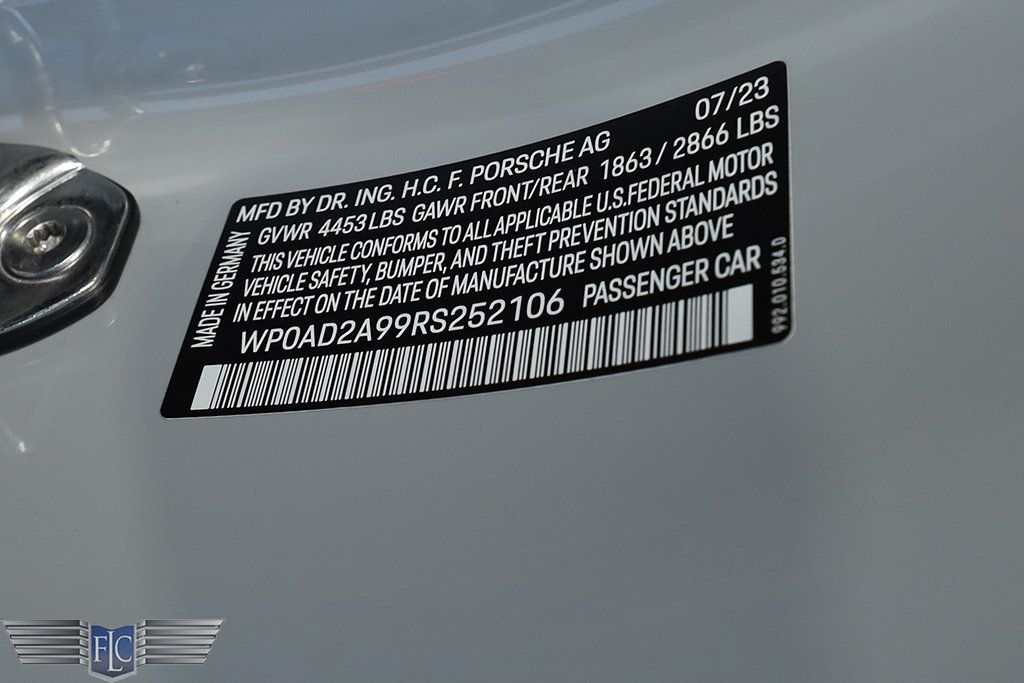 07/23
MFD BY DR. ING. H.C. F. PORSCHE AG
GVWR 4453 LBS GAWR FRONT/REAR 1863 / 2866 LBS
THIS VEHICLE CONFORMS TO ALL APPLICABLE U.S.FEDERAL MOTOR
VEHICLE SAFETY, BUMPER, AND THEFT PREVENTION STANDARDS
IN EFFECT ON THE DATE OF MANUFACTURE SHOWN ABOVE
WP0AD2A99RS252106 PASSENGER CAR
MADE IN GERMANY
992.010.534.0
FLC